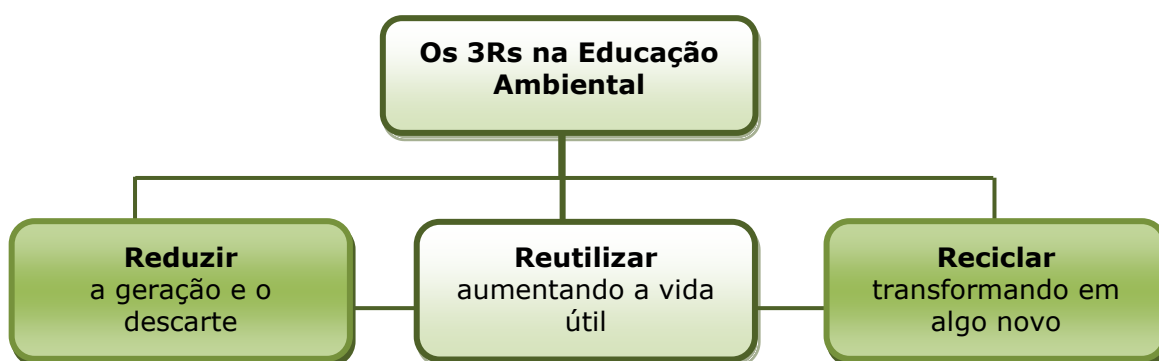 Os 3Rs na Educação
Ambiental
Reduzir
a geração e o
descarte
Reutilizar
aumentando a vida
útil
Reciclar
transformando em
algo novo